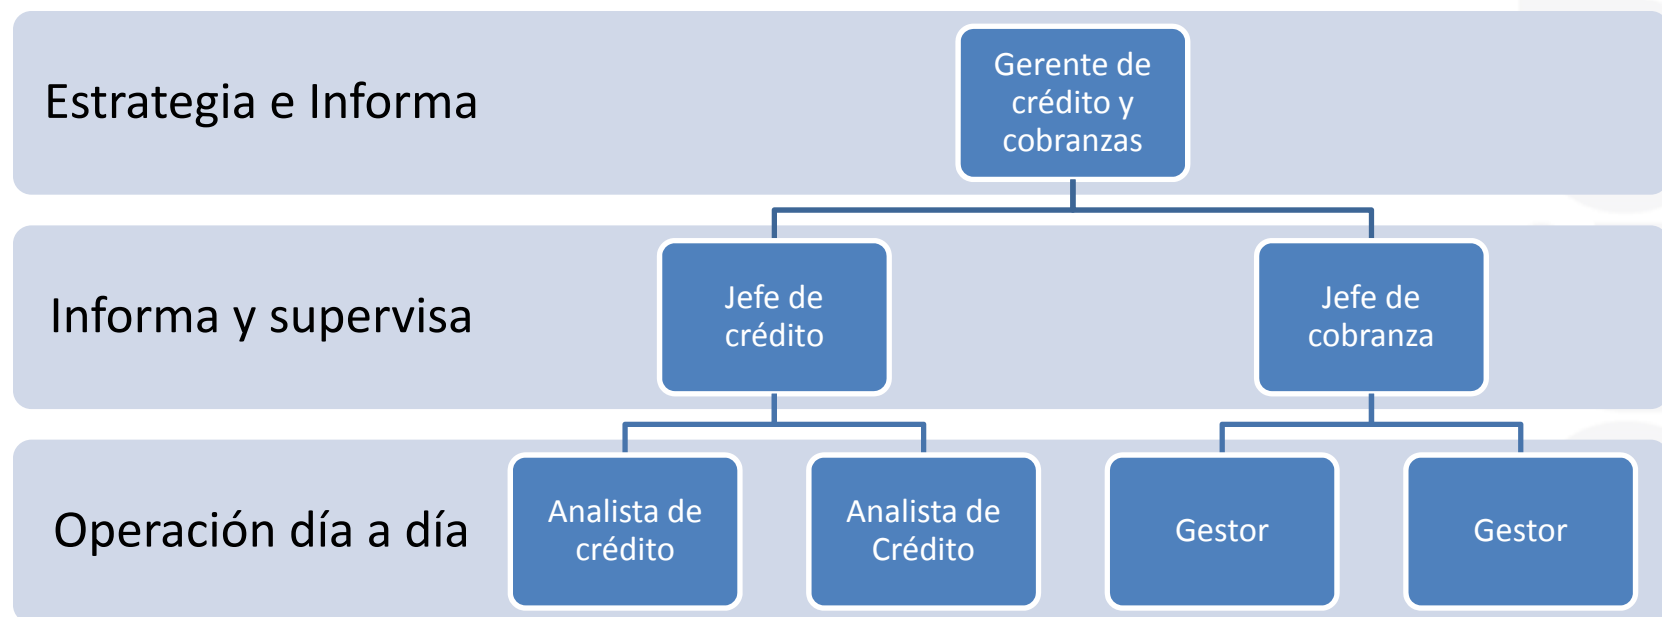 Estrategia e Informa
Gerente de
crédito y
cobranzas
Informa y supervisa
Jefe de
crédito
Jefe de
cobranza
Operación día a día
Analista de
crédito
Analista de
Crédito
Gestor
Gestor